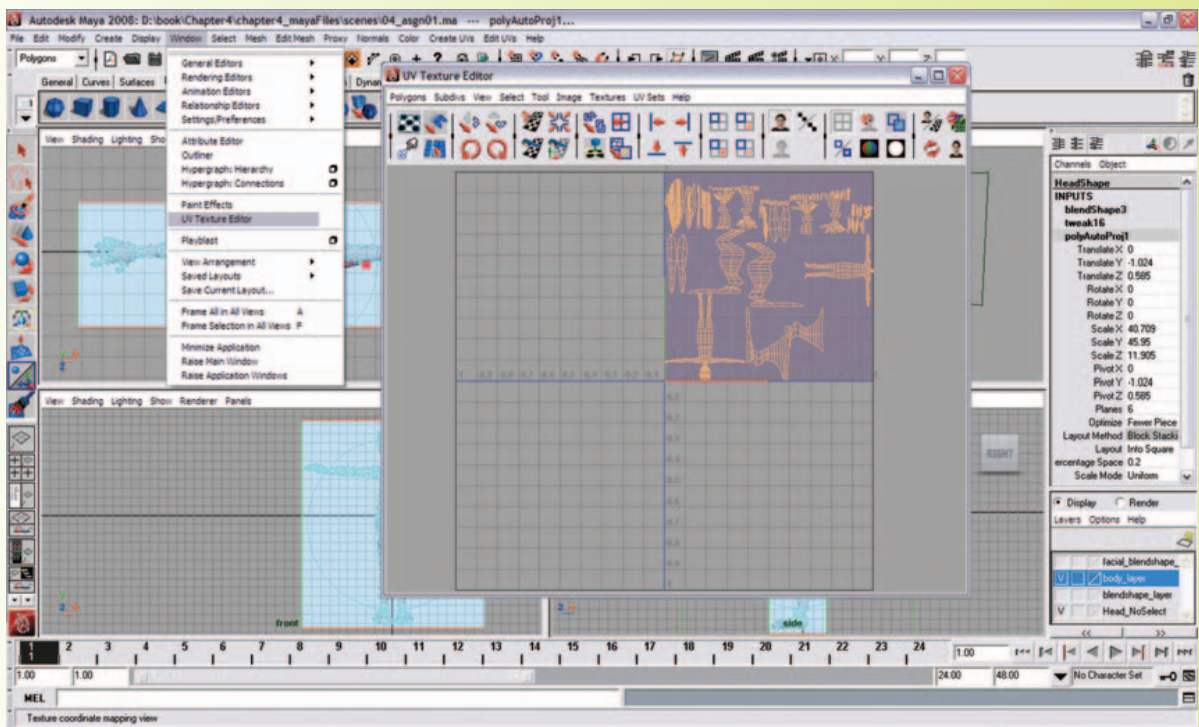 Autodesk Maya 2008: D:\book\Chapter4\chapter4_mayaFiles\scenes\04_asgn01.ma --- polyAutoProj1...
File Edit Modify Create Display Window Select Mesh Edit Mesh Proxy Normals Color Create UVs Edit UVs Help
Polygons
General Curves Surfaces
General Editors
Rendering Editors
Animation Editors
Relationship Editors
Settings/Preferences
Attribute Editor
Outliner
Hypergraph: Hierarchy
Hypergraph: Connections
Paint Effects
UV Texture Editor
Playblast
View Arrangement
Saved Layouts
Save Current Layout...
Frame All in All Views A
Frame Selection in All Views F
Minimize Application
Raise Main Window
Raise Application Windows
UV Texture Editor
Polygons Subdivs View Select Tool Image Textures UV Sets Help
View Shading Lighting Sho
View Shading Lighting Show Renderer Panels
front
side
RIGHT
Channels Object
HeadShape
INPUTS
blendShape3
tweak16
polyAutoProj1
Translate X 0
Translate Y -1.024
Translate Z 0.585
Rotate X 0
Rotate Y 0
Rotate Z 0
Scale X 40.709
Scale Y 45.95
Scale Z 11.905
Pivot X 0
Pivot Y -1.024
Pivot Z 0.585
Planes 6
Optimize Fewer Piece
Layout Method Block Stacki
Layout Into Square
ercentage Space 0.2
Scale Mode Uniform
Display Render
Layers Options Help
facial_blendshape_
V body_layer
blendshape_layer
V Head_NoSelect
1 2 3 4 5 6 7 8 9 10 11 12 13 14 15 16 17 18 19 20 21 22 23 24
1
1.00
1.00 1.00 24.00 48.00 No Character Set
MEL
Texture coordinate mapping view